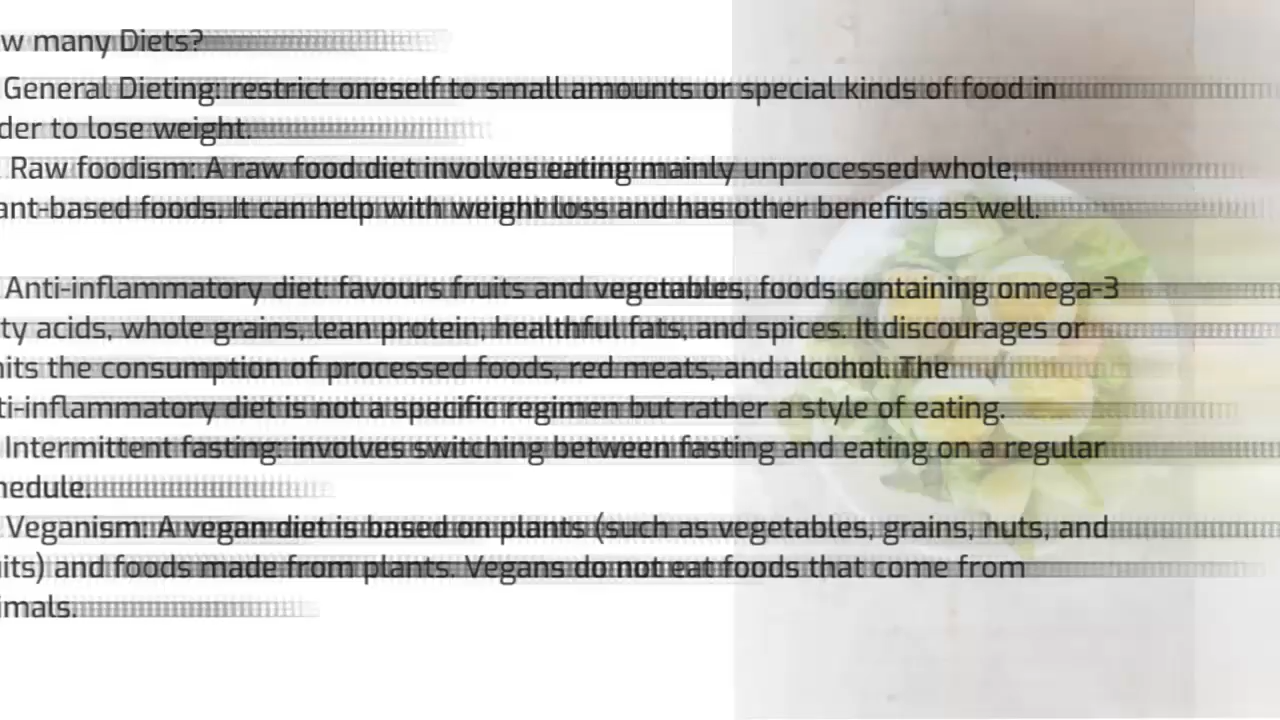 w many Diets?
General Dieting: restrict oneself to small amounts or special kinds of food in
der to lose weight.
Raw foodism: A raw food diet involves eating mainly unprocessed whole,
ant-based foods. It can help with weight loss and has other benefits as well.
Anti-inflammatory diet: favours fruits and vegetables, foods containing omega-3
ty acids, whole grains, lean protein, healthful fats, and spices. It discourages or
its the consumption of processed foods, red meats, and alcohol. The
ti-inflammatory diet is not a specific regimen but rather a style of eating.
Intermittent fasting: involves switching between fasting and eating on a regular
hedule.
Veganism: A vegan diet is based on plants (such as vegetables, grains, nuts, and
its) and foods made from plants. Vegans do not eat foods that come from
imals.